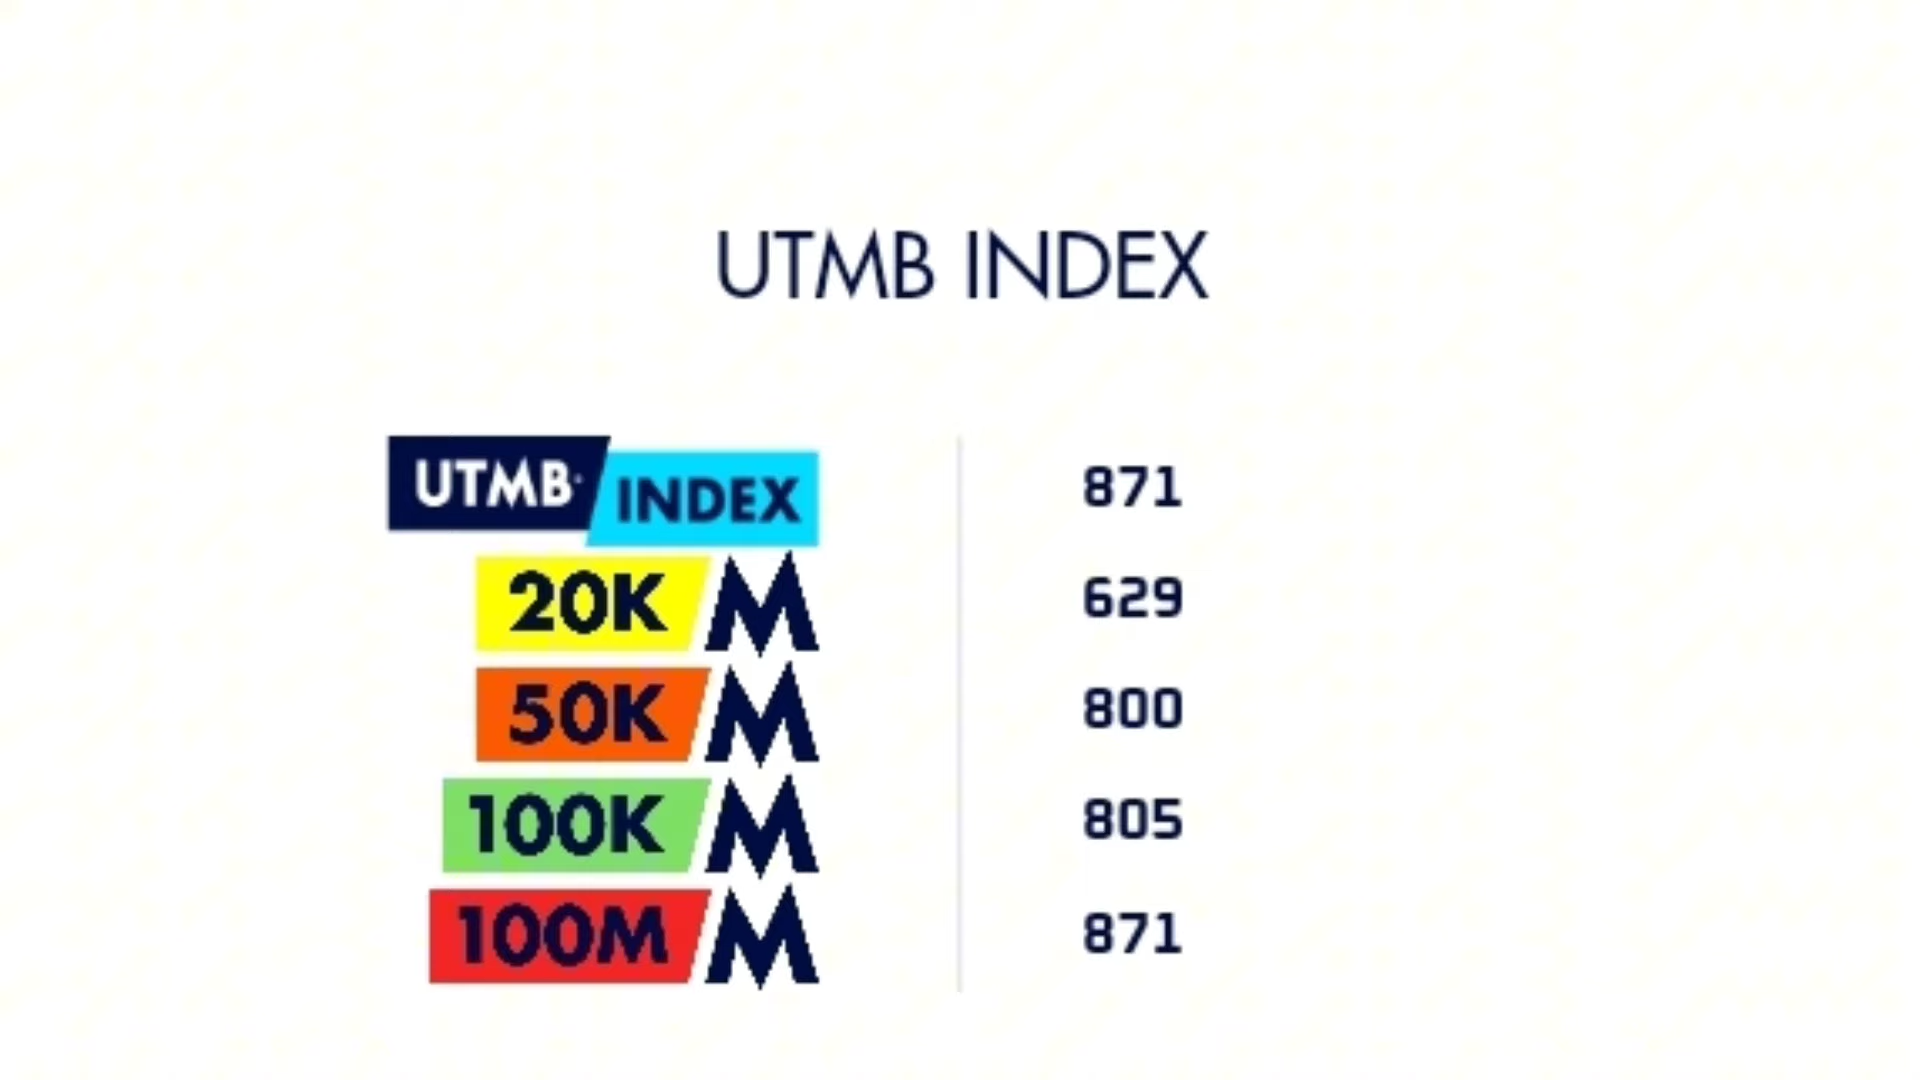 UTMB INDEX
UTMB INDEX 871
20K M 629
50K M 800
100K M 805
100M M 871